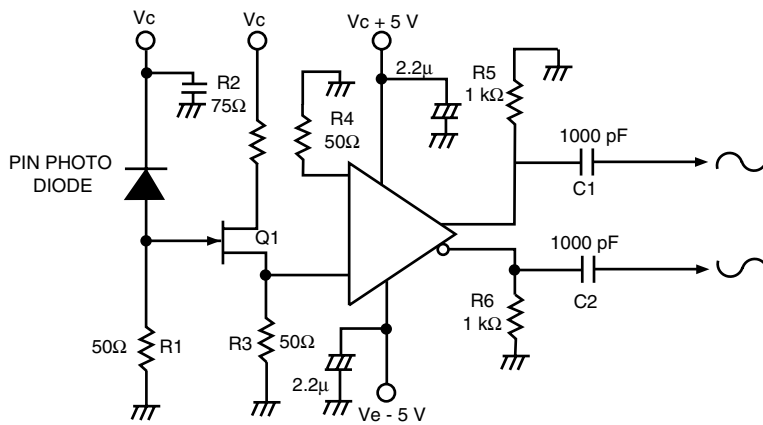 Vc
Vc
Vc + 5 V
R2
75Ω
2.2µ
R4
50Ω
R5
1 kΩ
1000 pF
C1
PIN PHOTO
DIODE
Q1
1000 pF
C2
50Ω
R1
R3
50Ω
2.2µ
R6
1 kΩ
Ve - 5 V